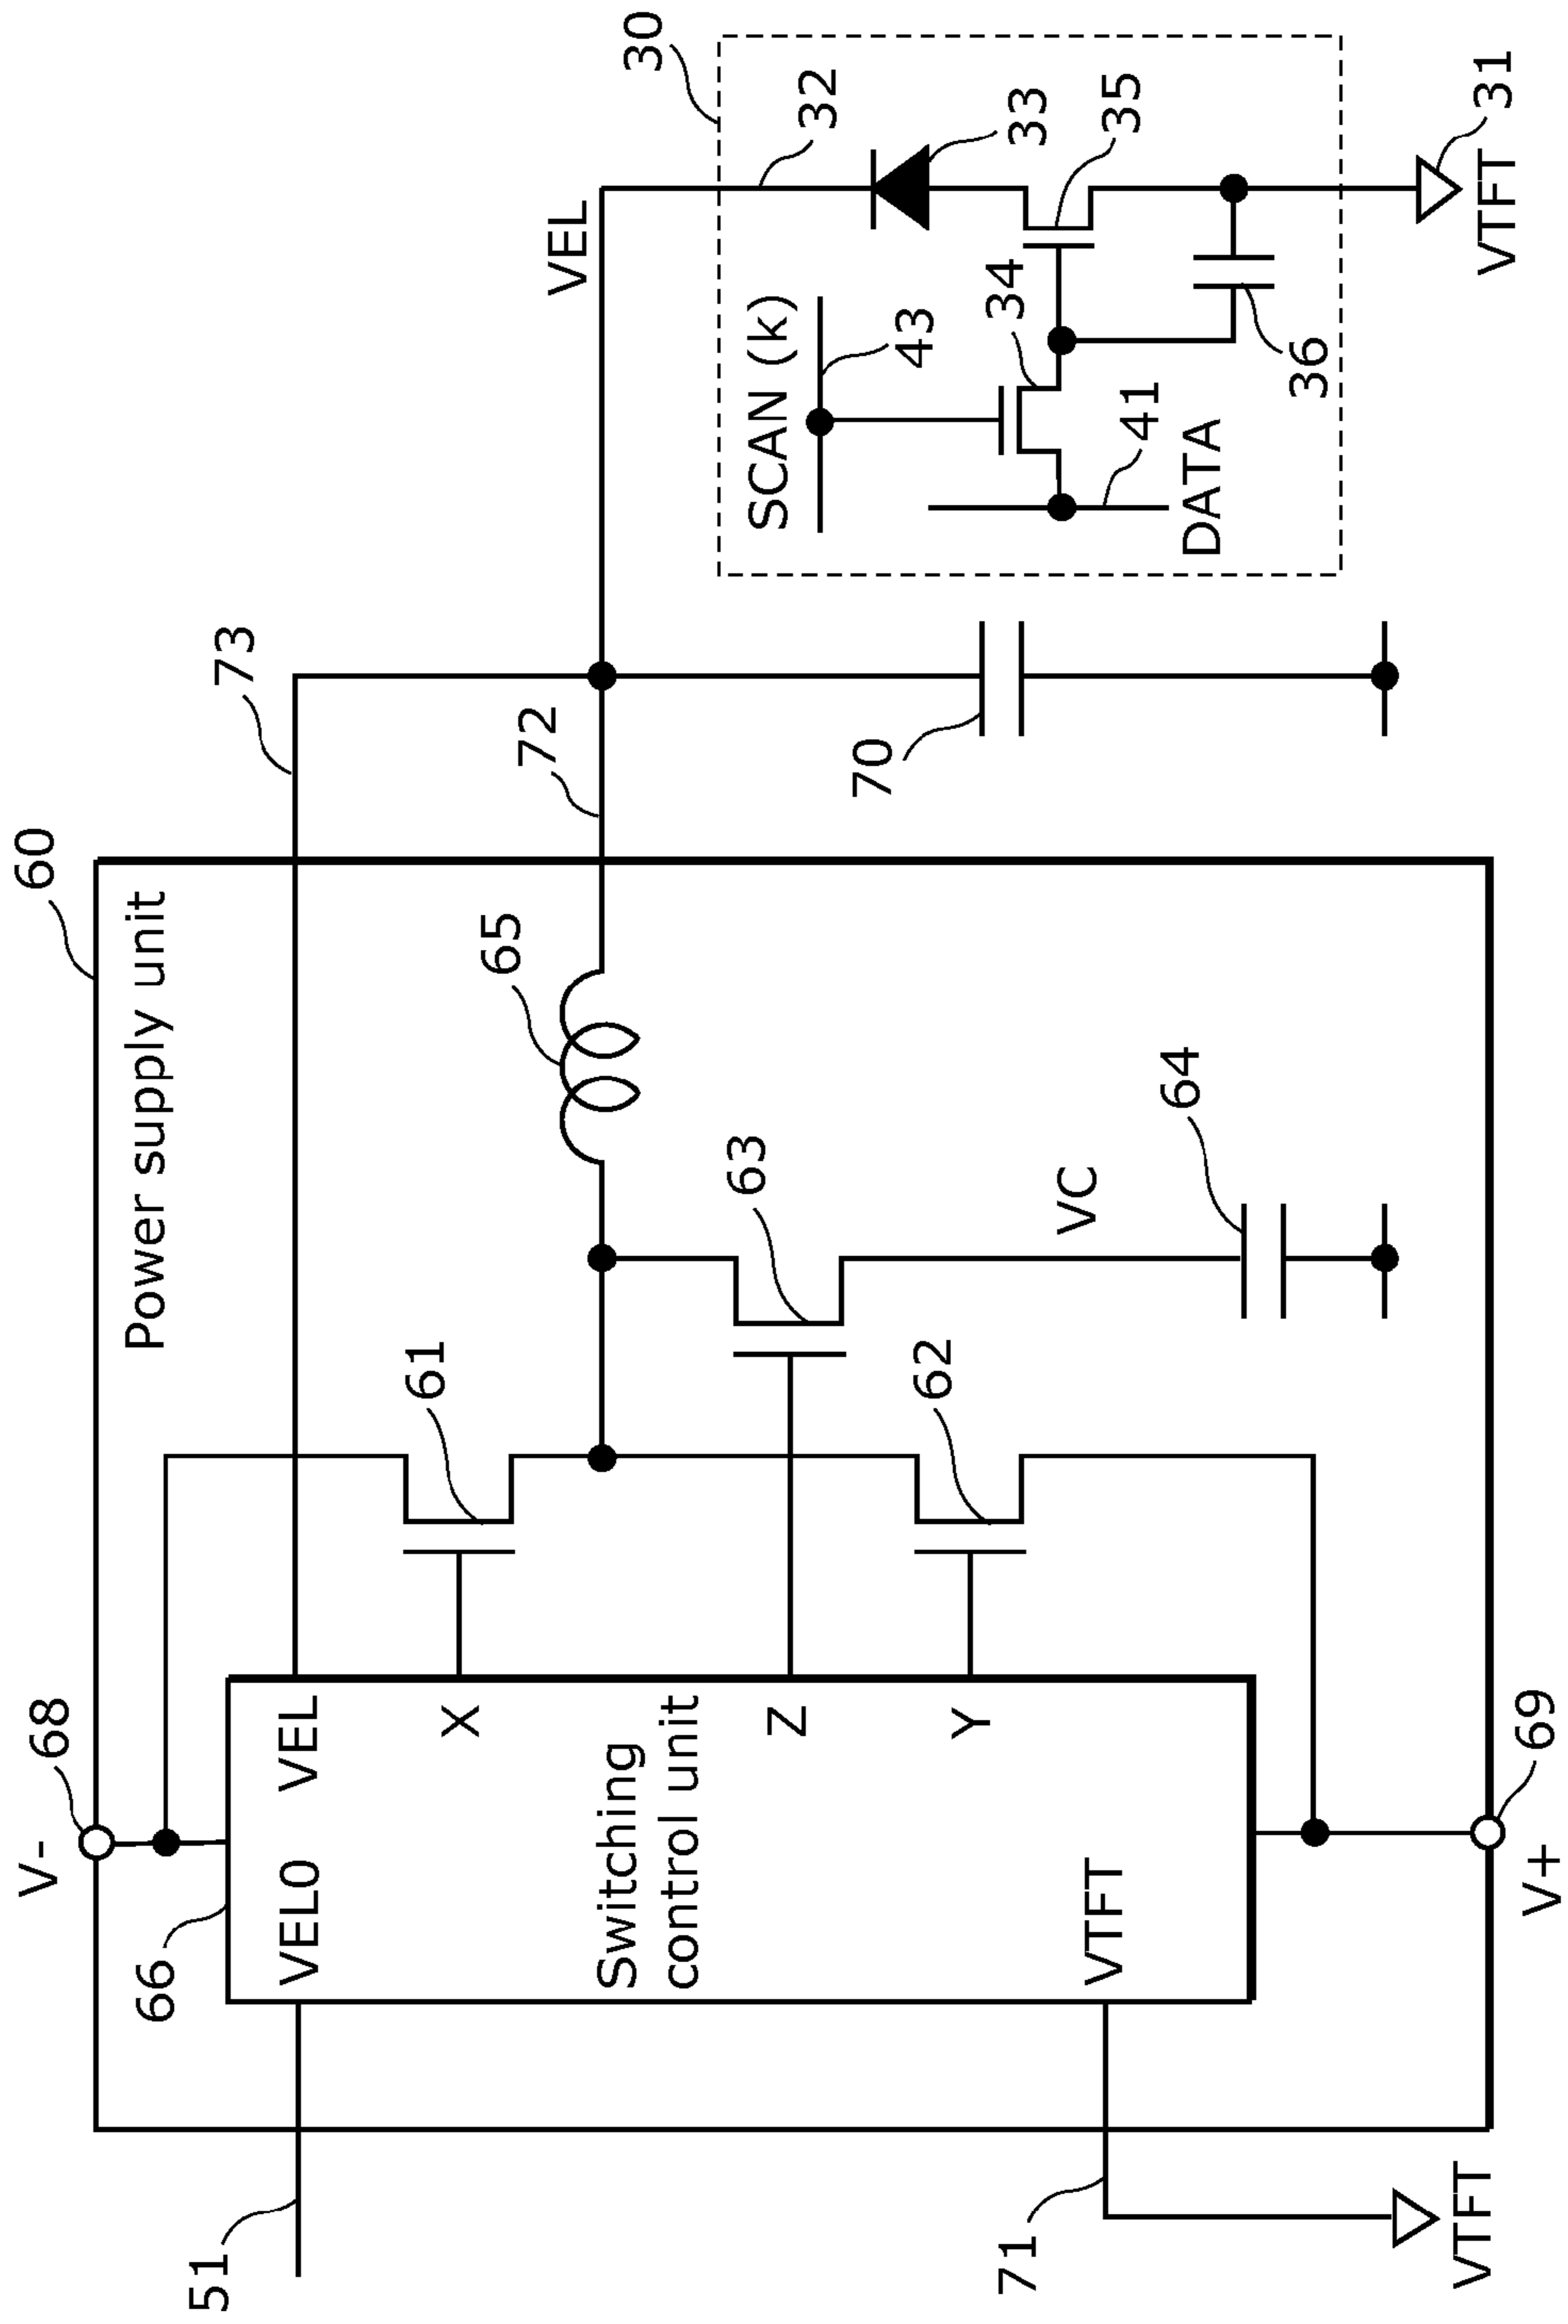 60
Power supply unit
V-
68
66
VEL0
VEL
X
Switching
control unit
Z
Y
VTFT
V+
69
51
71
VTFT
61
62
63
64
VC
65
72
73
70
VEL
30
32
33
35
SCAN (k)
43
34
41
DATA
36
31
VTFT